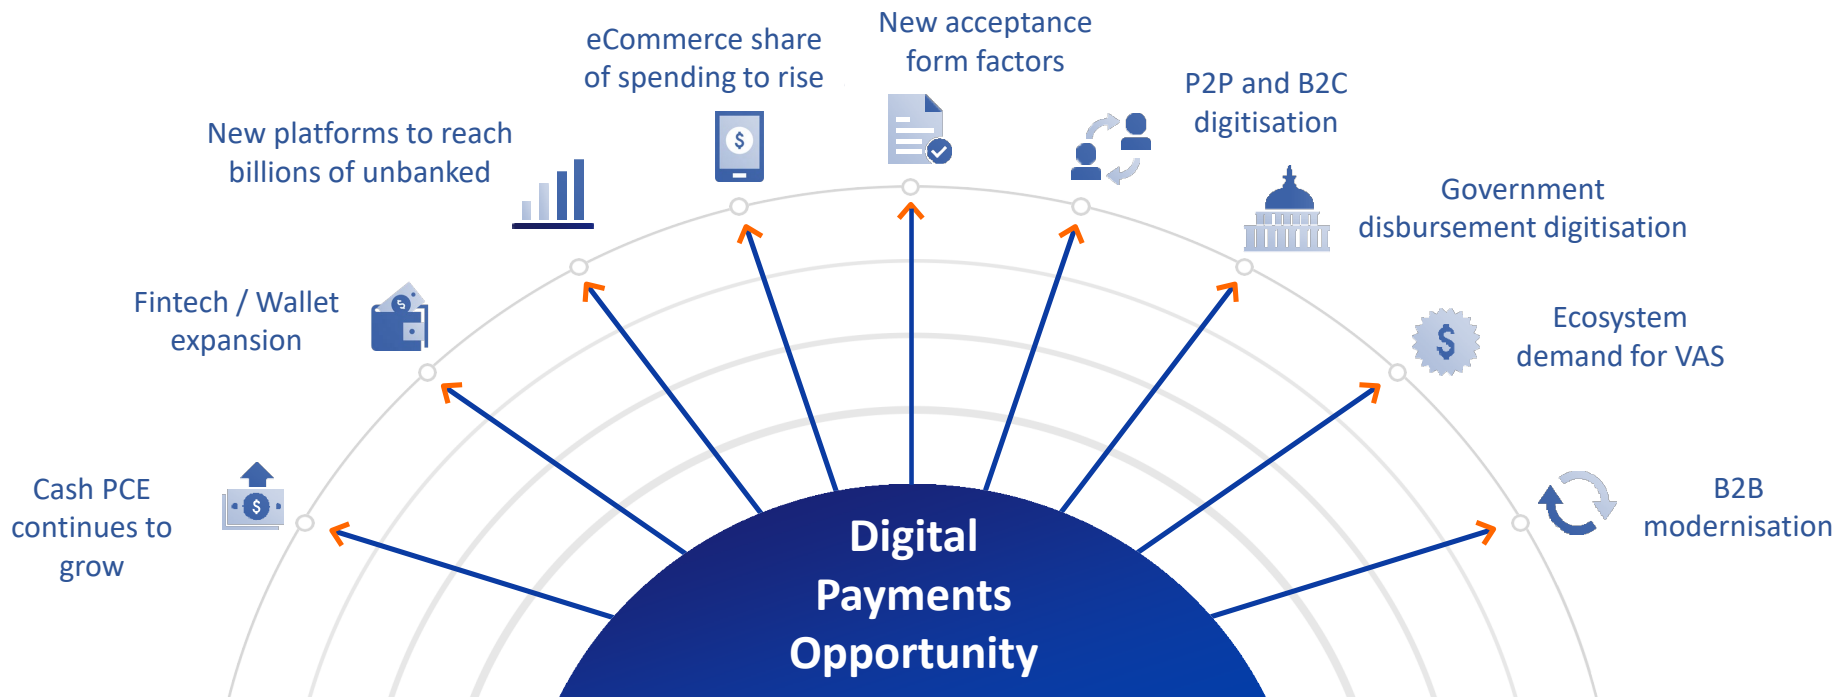 Cash PCE
continues to
grow
Fintech / Wallet
expansion
New platforms to reach
billions of unbanked
eCommerce share
of spending to rise
New acceptance
form factors
P2P and B2C
digitisation
Government
disbursement digitisation
Ecosystem
demand for VAS
B2B
modernisation
Digital
Payments
Opportunity